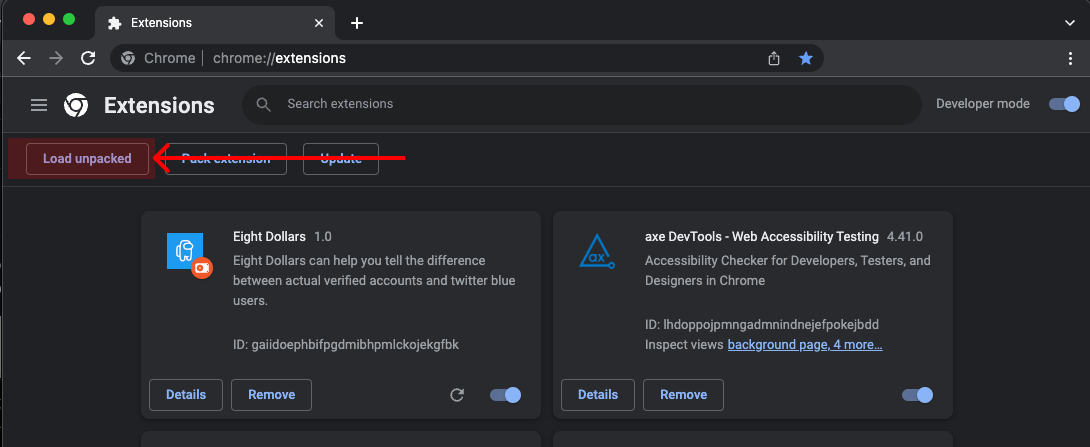 Extensions
Chrome | chrome://extensions
Extensions
Search extensions
Developer mode
Load unpacked
Pack extension
Update
Eight Dollars 1.0
Eight Dollars can help you tell the difference
between actual verified accounts and twitter blue
users.
ID: gaiidoephbifpgdmibhpmlckojekgfbk
Details
Remove
ax
axe DevTools - Web Accessibility Testing 4.41.0
Accessibility Checker for Developers, Testers, and
Designers in Chrome
ID: lhdoppojpmngadmnindnejefpokejbdd
Inspect views background page, 4 more…
Details
Remove